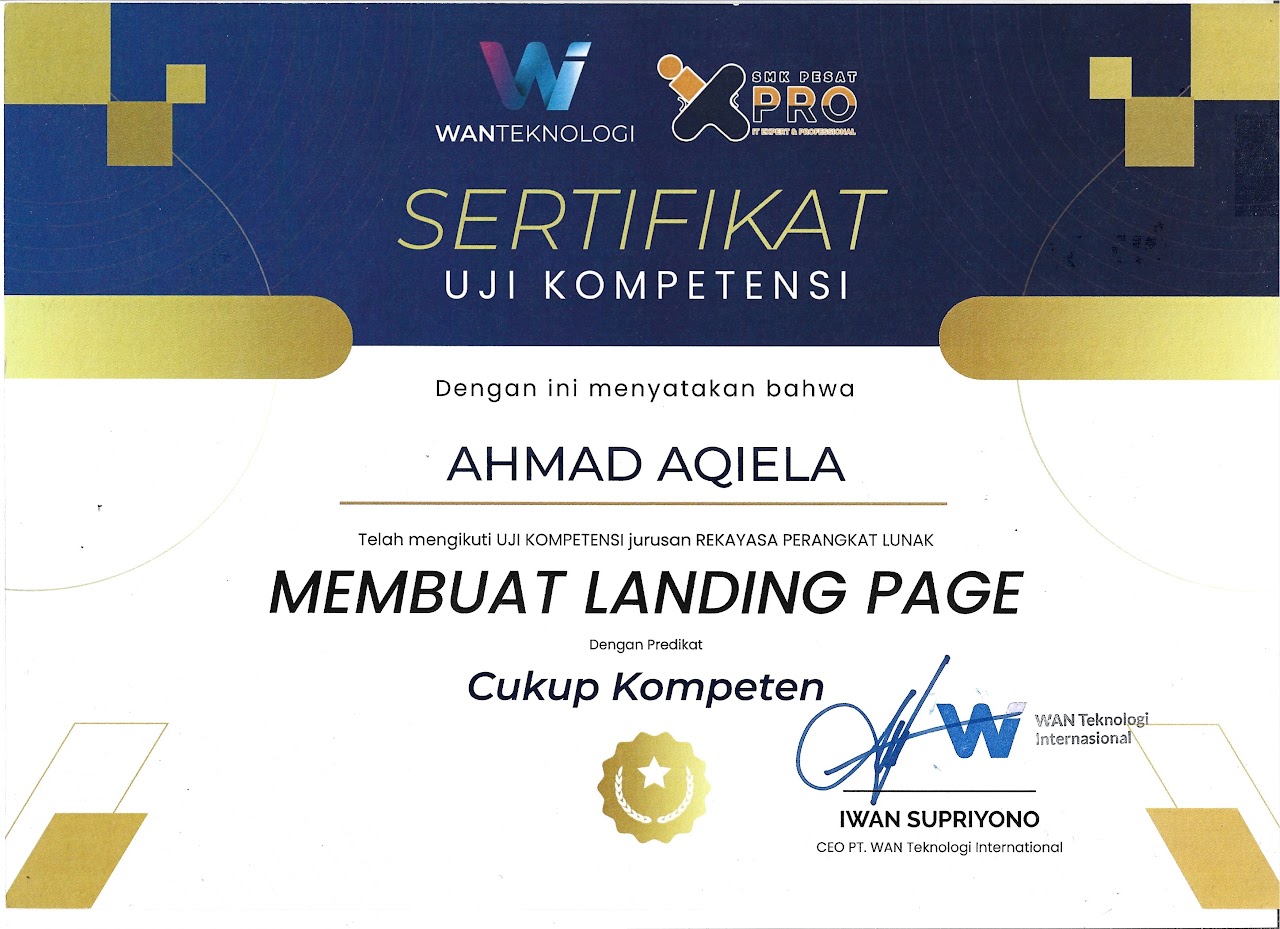 WANTEKNOLOGI
SMK PESAT
XPRO
IT EXPERT & PROFESSIONAL
SERTIFIKAT
UJI KOMPETENSI
Dengan ini menyatakan bahwa
AHMAD AQIELA
Telah mengikuti UJI KOMPETENSI jurusan REKAYASA PERANGKAT LUNAK
MEMBUAT LANDING PAGE
Dengan Predikat
Cukup Kompeten
WAN Teknologi
Internasional
IWAN SUPRIYONO
CEO PT. WAN Teknologi International